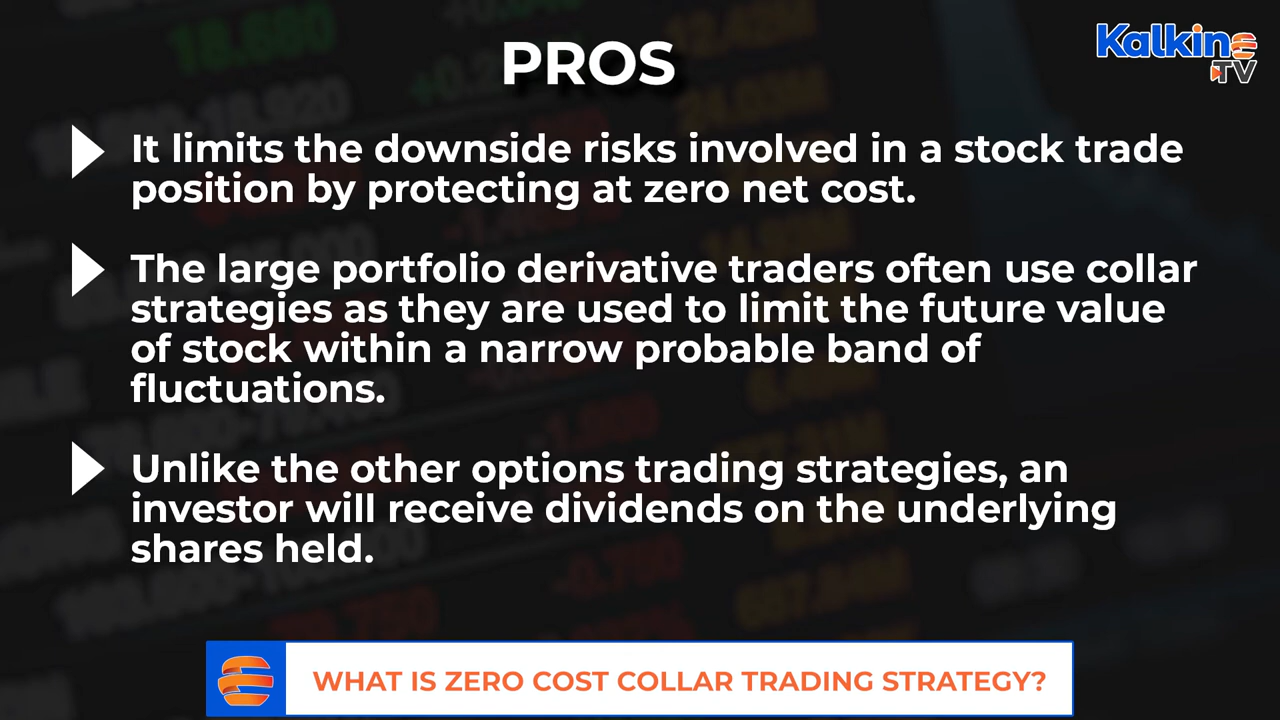 PROS
Kalkine
TV
It limits the downside risks involved in a stock trade
position by protecting at zero net cost.
The large portfolio derivative traders often use collar
strategies as they are used to limit the future value
of stock within a narrow probable band of
fluctuations.
Unlike the other options trading strategies, an
investor will receive dividends on the underlying
shares held.
WHAT IS ZERO COST COLLAR TRADING STRATEGY?